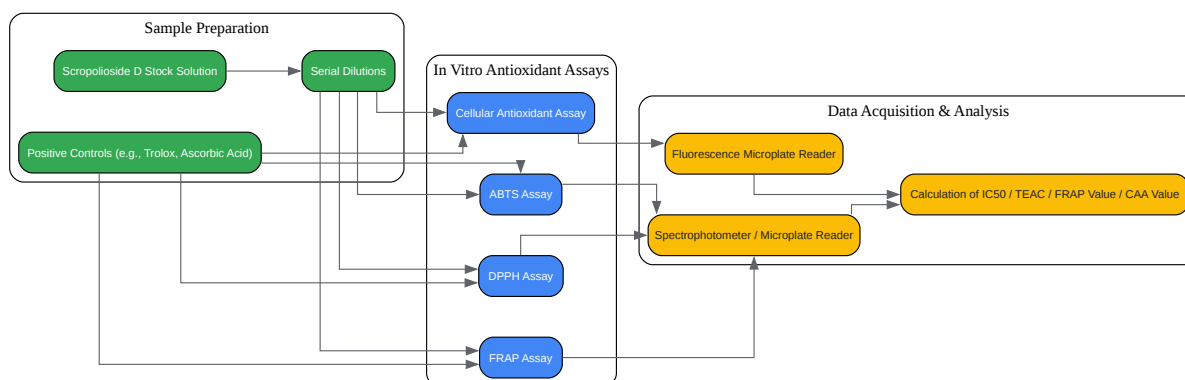 Sample Preparation
Scropolioside D Stock Solution
Serial Dilutions
Positive Controls (e.g., Trolox, Ascorbic Acid)
In Vitro Antioxidant Assays
Cellular Antioxidant Assay
ABTS Assay
DPPH Assay
FRAP Assay
Data Acquisition & Analysis
Fluorescence Microplate Reader
Spectrophotometer / Microplate Reader
Calculation of IC50 / TEAC / FRAP Value / CAA Value